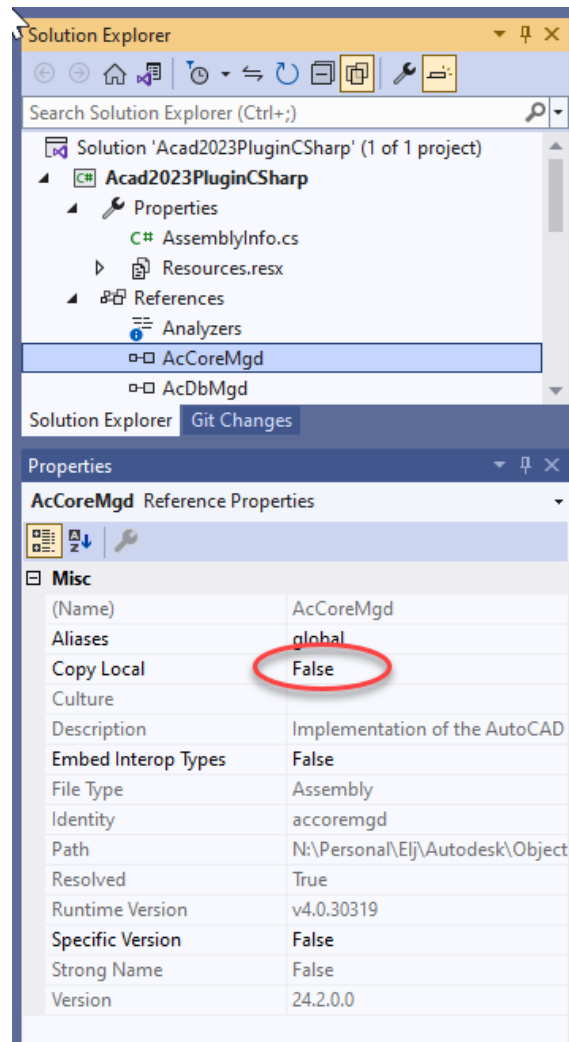 Solution Explorer
Search Solution Explorer (Ctrl+;)
Solution 'Acad2023PluginCSharp' (1 of 1 project)
C# Acad2023PluginCSharp
Properties
C# AssemblyInfo.cs
Resources.resx
References
Analyzers
AcCoreMgd
AcDbMgd
Solution Explorer Git Changes
Properties
AcCoreMgd Reference Properties
Misc
(Name) AcCoreMgd
Aliases global
Copy Local False
Culture
Description Implementation of the AutoCAD
Embed Interop Types False
File Type Assembly
Identity accoremgd
Path N:\Personal\Elj\Autodesk\Object
Resolved True
Runtime Version v4.0.30319
Specific Version False
Strong Name False
Version 24.2.0.0